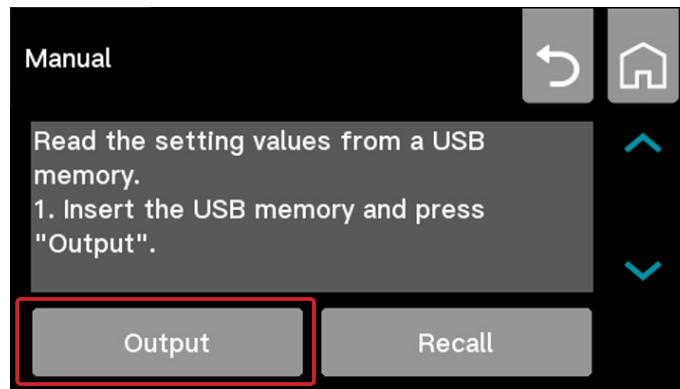 Manual
Read the setting values from a USB
memory.
1. Insert the USB memory and press
"Output".
Output
Recall